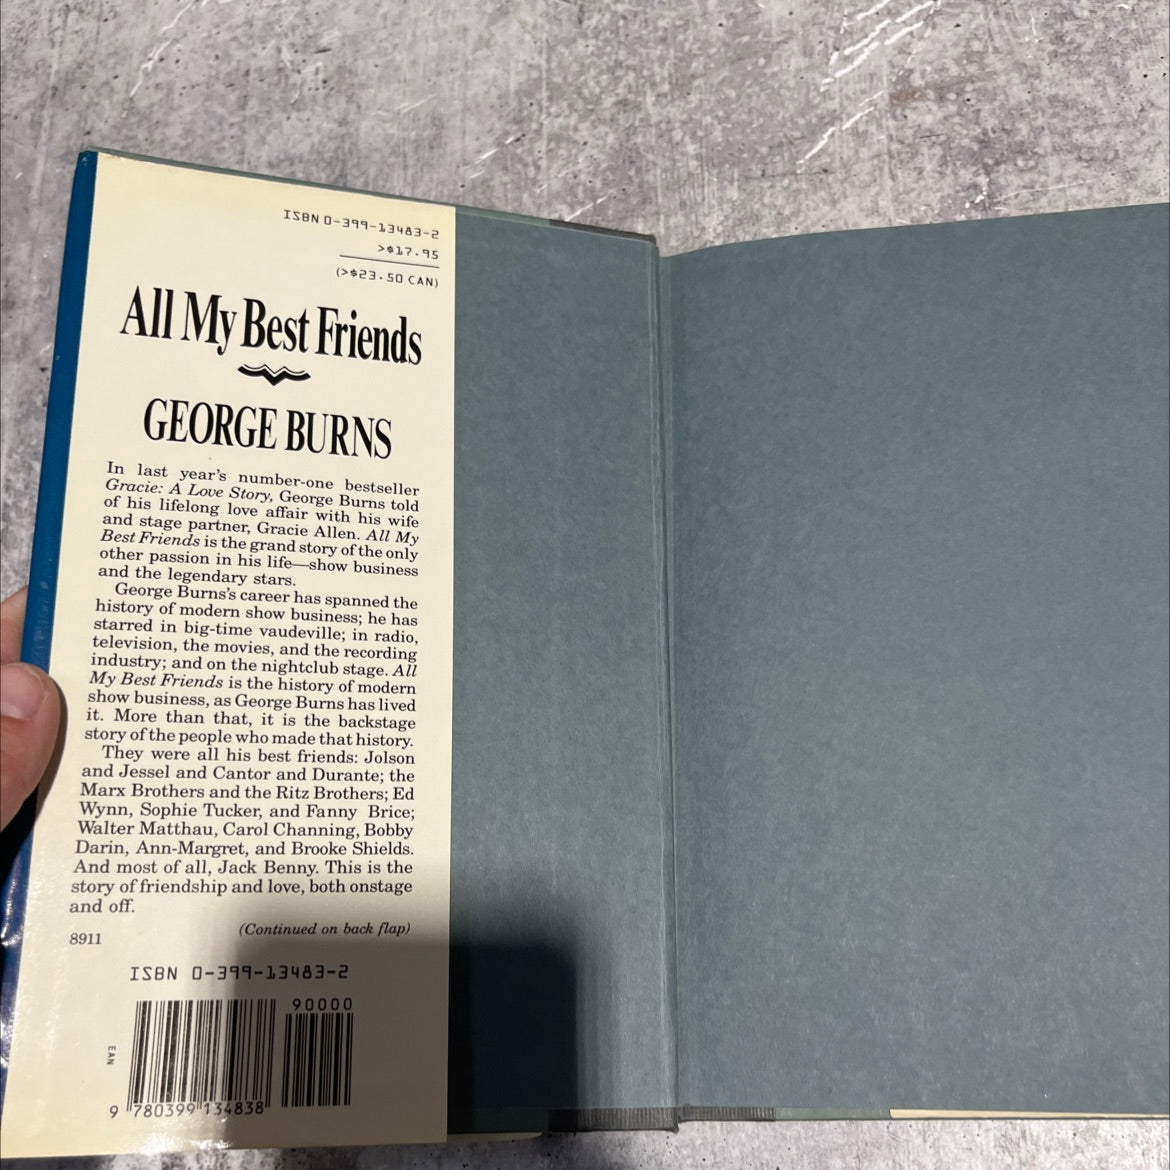 ISBN 0-399-13483-2
>$17.95
(>$23.50 CAN)
All My Best Friends
GEORGE BURNS
In last year's number-one bestseller
Gracie: A Love Story, George Burns told
of his lifelong love affair with his wife
and stage partner, Gracie Allen. All My
Best Friends is the grand story of the only
other passion in his life—show business
and the legendary stars.
George Burns's career has spanned the
history of modern show business; he has
starred in big-time vaudeville; in radio,
television, the movies, and the recording
industry; and on the nightclub stage. All
My Best Friends is the history of modern
show business, as George Burns has lived
it. More than that, it is the backstage
story of the people who made that history.
They were all his best friends: Jolson
and Jessel and Cantor and Durante; the
Marx Brothers and the Ritz Brothers; Ed
Wynn, Sophie Tucker, and Fanny Brice;
Walter Matthau, Carol Channing, Bobby
Darin, Ann-Margret, and Brooke Shields.
And most of all, Jack Benny. This is the
story of friendship and love, both onstage
and off.
(Continued on back flap)
8911
ISBN 0-399-13483-2
90000
EAN
9 780399 134838